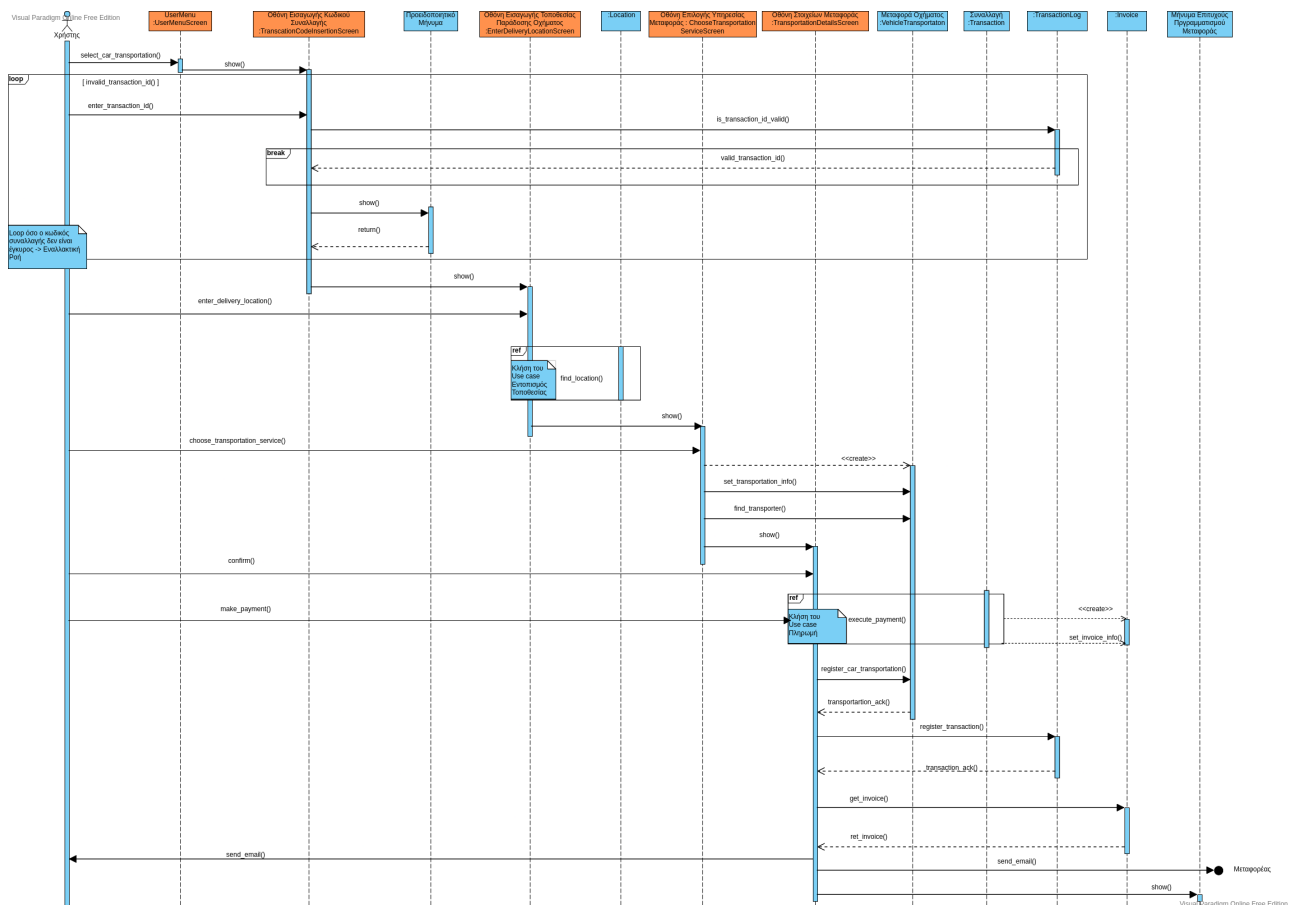 Visual Paradigm Online Free Edition
Χρήστης
UserMenu
:UserMenuScreen
Οθόνη Εισαγωγής Κωδικού
Συναλλαγής
:TranscationCodeInsertionScreen
Προειδοποιητικό
Μήνυμα
Οθόνη Εισαγωγής Τοποθεσίας
Παράδοσης Οχήματος
:EnterDeliveryLocationScreen
:Location
Οθόνη Επιλογής Υπηρεσίας
Μεταφοράς : ChooseTransportation
ServiceScreen
Οθόνη Στοιχείων Μεταφοράς
:TransportationDetailsScreen
Μεταφορά Οχήματος
:VehicleTransportaton
Συναλλαγή
:Transaction
:TransactionLog
:Invoice
Μήνυμα Επιτυχούς
Πργραμματισμού
Μεταφοράς
select_car_transportation()
show()
loop
[ invalid_transaction_id() ]
enter_transaction_id()
is_transaction_id_valid()
break
valid_transaction_id()
show()
return()
Loop όσο ο κωδικός
συναλλαγής δεν είναι
έγκυρος -> Εναλλακτική
Ροή
show()
enter_delivery_location()
ref
Κλήση του
Use case
Εντοπισμός
Τοποθεσίας
find_location()
show()
choose_transportation_service()
<<create>>
set_transportation_info()
find_transporter()
show()
confirm()
ref
make_payment()
Κλήση του
Use case
Πληρωμή
execute_payment()
<<create>>
set_invoice_info()
register_car_transportation()
transportartion_ack()
register_transaction()
transaction_ack()
get_invoice()
ret_invoice()
send_email()
send_email()
Μεταφορέας
show()
Visual Paradigm Online Free Edition